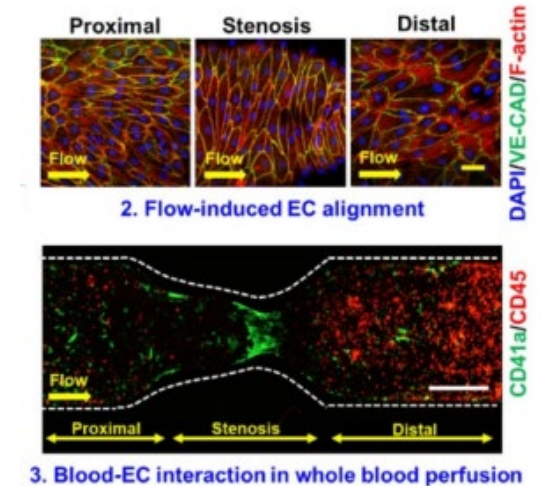 Proximal Stenosis Distal
Flow Flow Flow
DAPI/VE-CAD/F-actin
2. Flow-induced EC alignment
Flow
CD41a/CD45
Proximal Stenosis Distal
3. Blood-EC interaction in whole blood perfusion